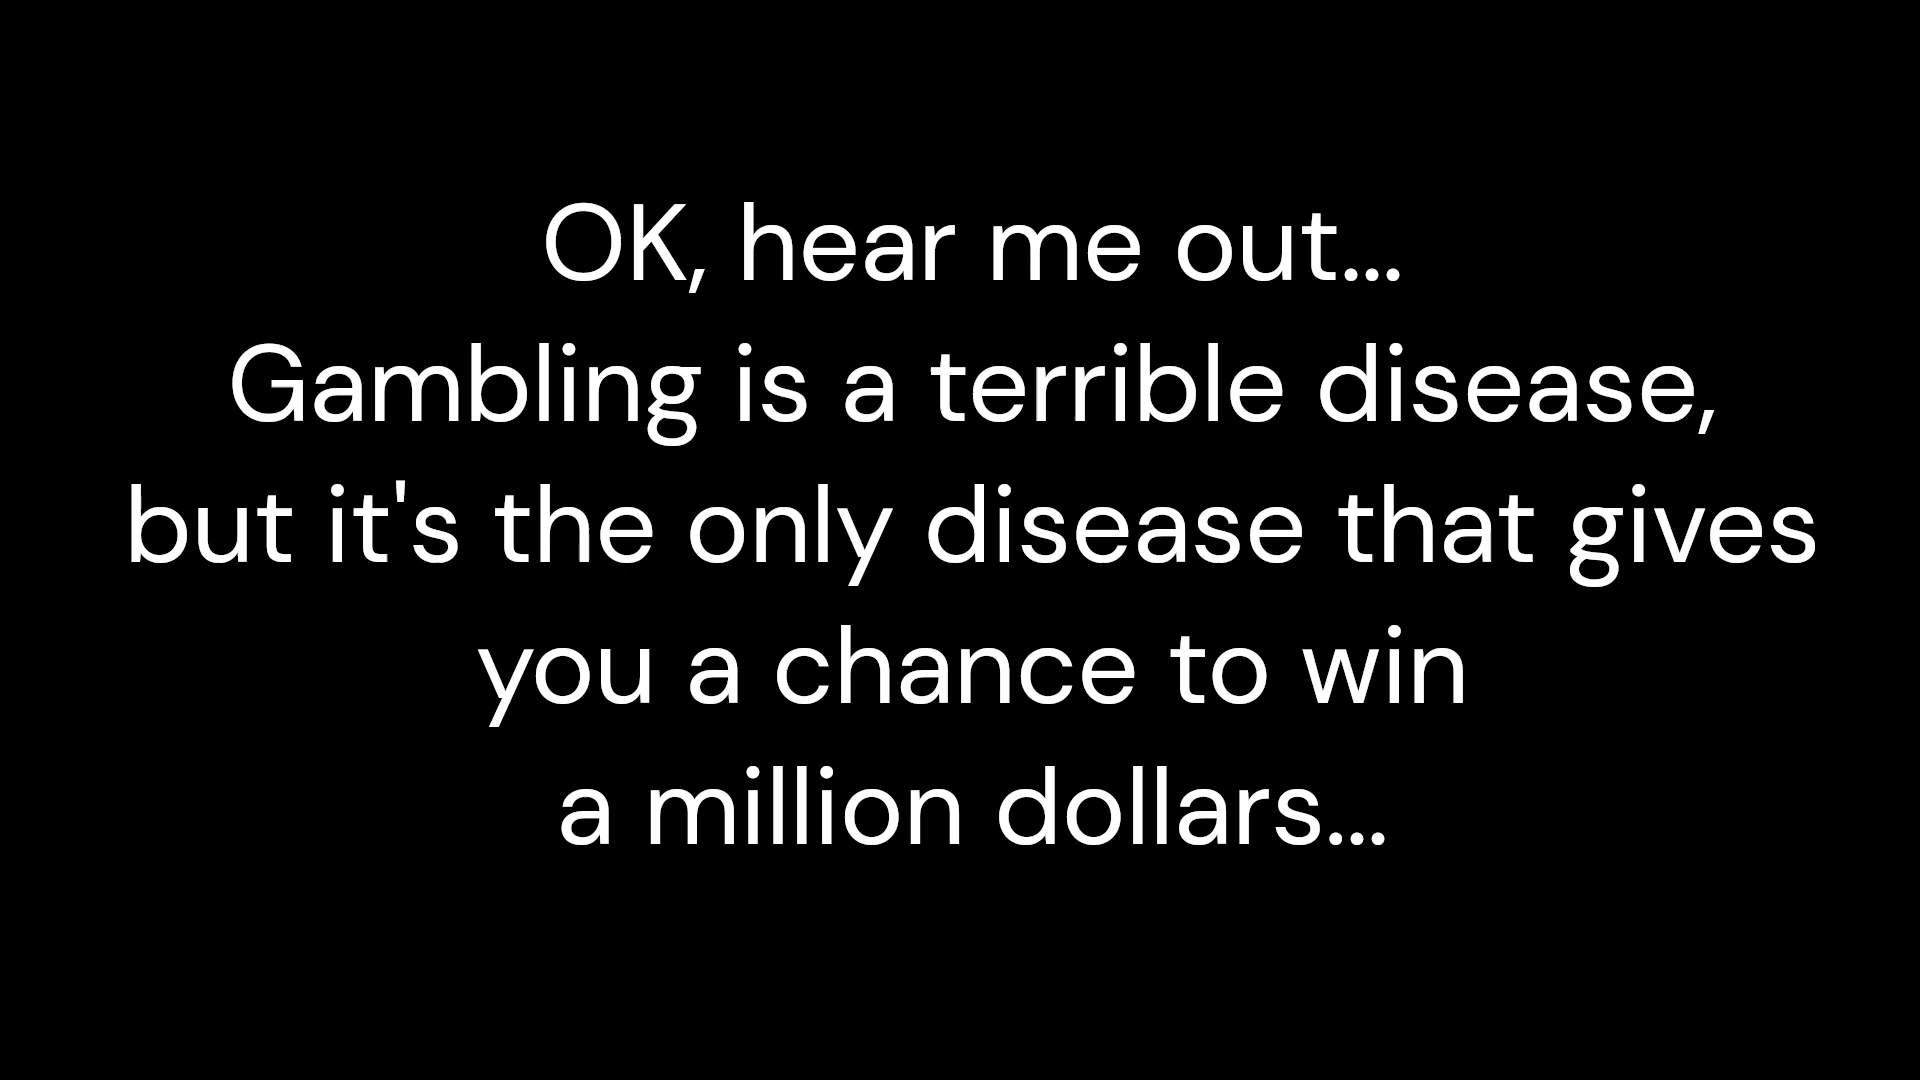 OK, hear me out...
Gambling is a terrible disease,
but it's the only disease that gives
you a chance to win
a million dollars...